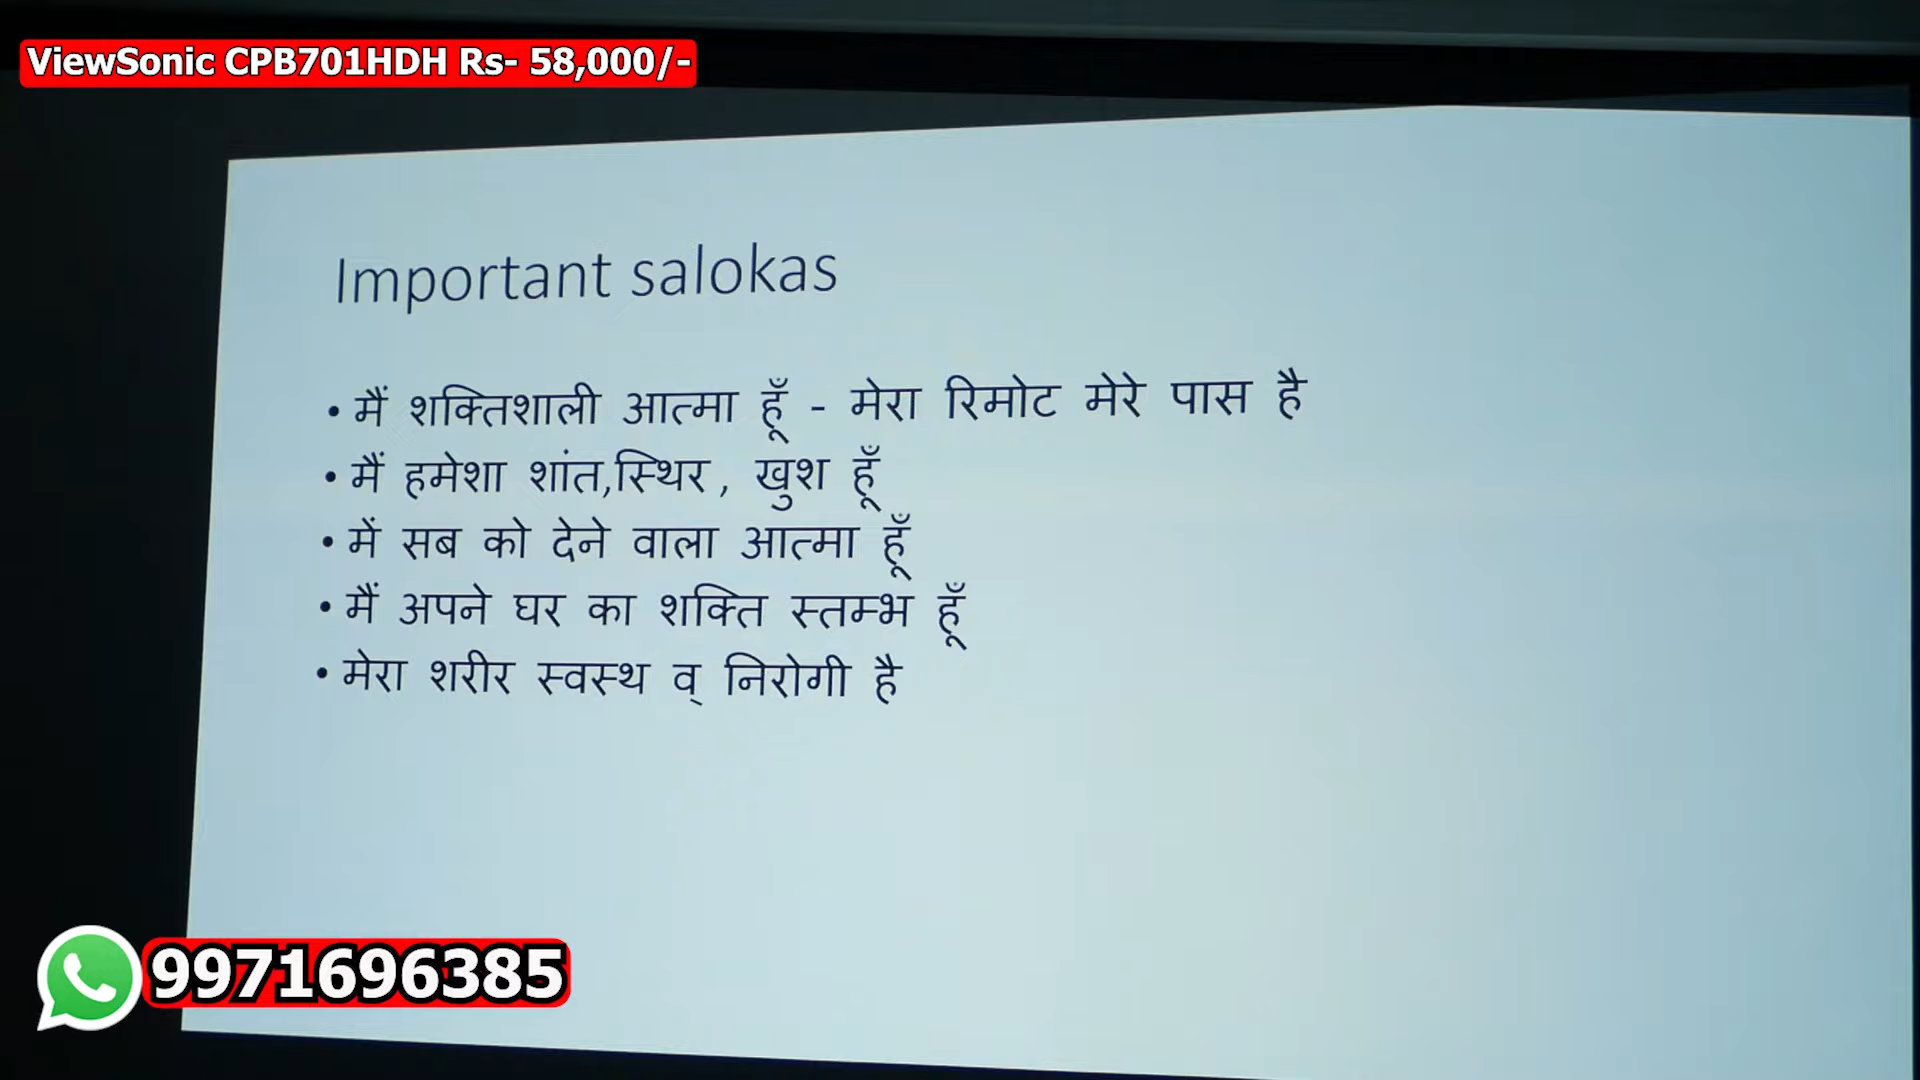 ViewSonic CPB701HDH Rs- 58,000/-
Important salokas
• मैं शक्तिशाली आत्मा हूँ - मेरा रिमोट मेरे पास है
• मैं हमेशा शांत,स्थिर , खुश हूँ
• में सब को देने वाला आत्मा हूँ
• मैं अपने घर का शक्ति स्तम्भ हूँ
• मेरा शरीर स्वस्थ व् निरोगी है
9971696385